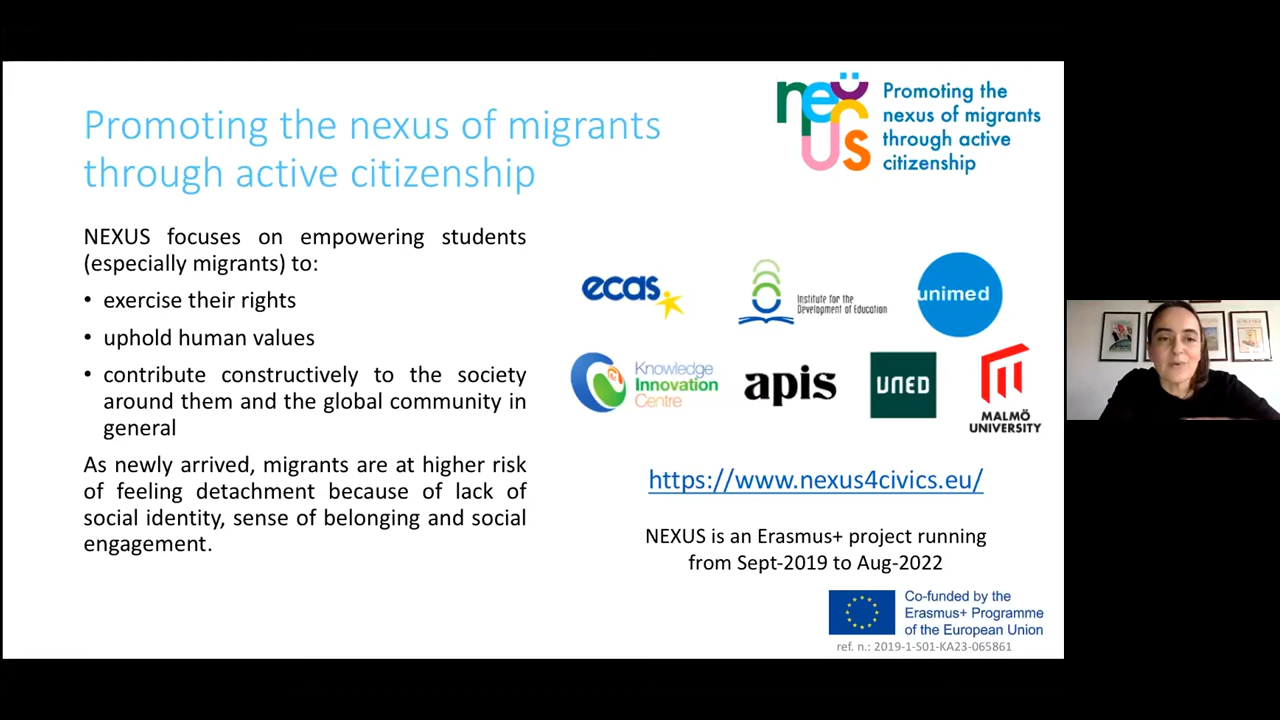 Promoting the nexus of migrants
through active citizenship
nexus
Promoting the
nexus of migrants
through active
citizenship
NEXUS focuses on empowering students
(especially migrants) to:
• exercise their rights
• uphold human values
• contribute constructively to the society
around them and the global community in
general
As newly arrived, migrants are at higher risk
of feeling detachment because of lack of
social identity, sense of belonging and social
engagement.
ecas
Institute for the
Development of Education
unimed
Knowledge
Innovation
Centre
apis
UNED
MALMÖ
UNIVERSITY
https://www.nexus4civics.eu/
NEXUS is an Erasmus+ project running
from Sept-2019 to Aug-2022
Co-funded by the
Erasmus+ Programme
of the European Union
ref. n.: 2019-1-S01-KA23-065861